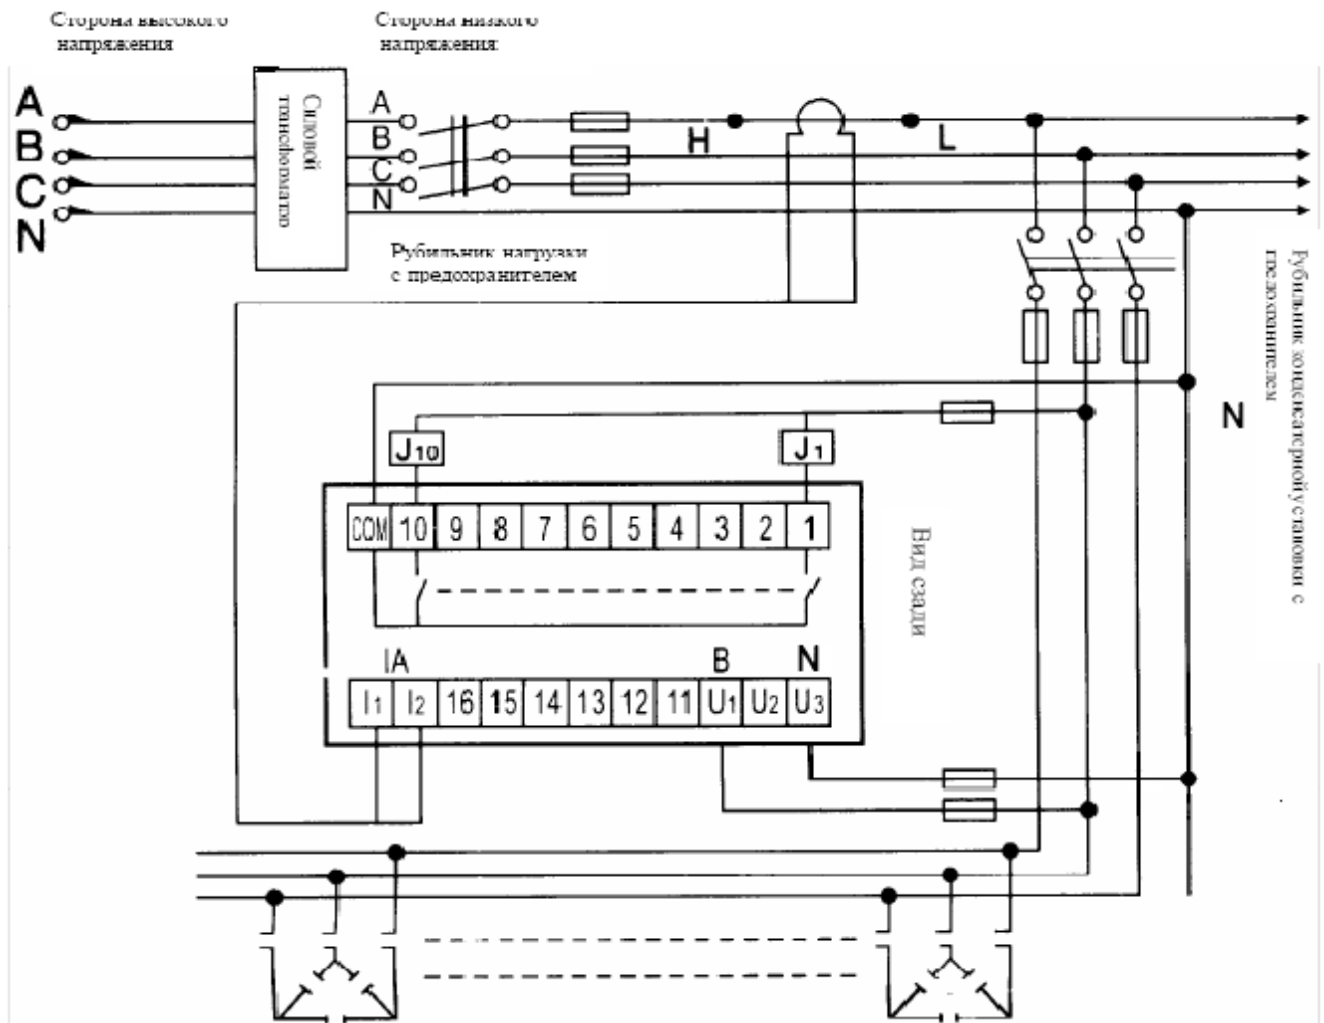 Сторона высокого
напряжения
Сторона низкого
напряжения
A
B
C
N
Силовой
трансформатор
A
B
C
N
H
L
Рубильник нагрузки
с предохранителем
Рубильник конденсаторной установки с
предохранителем
N
J10
J1
COM 10 9 8 7 6 5 4 3 2 1
Вид сзади
IA B N
I1 I2 16 15 14 13 12 11 U1 U2 U3